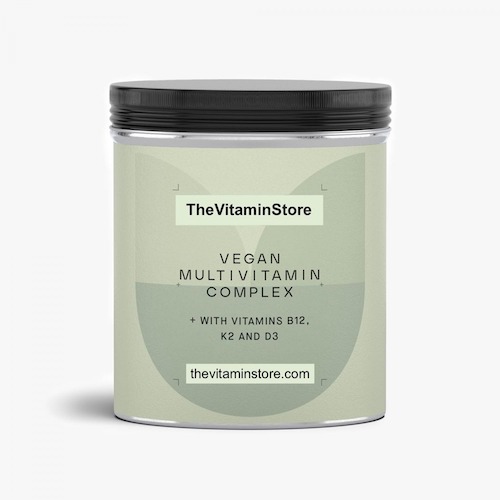 TheVitaminStore
VEGAN
MULTIVITAMIN
COMPLEX
+ WITH VITAMINS B12,
K2 AND D3
thevitaminstore.com